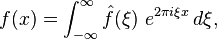 f(x) = ∫_{-∞}^{∞} f̂(ξ) e^{2πiξx} dξ,